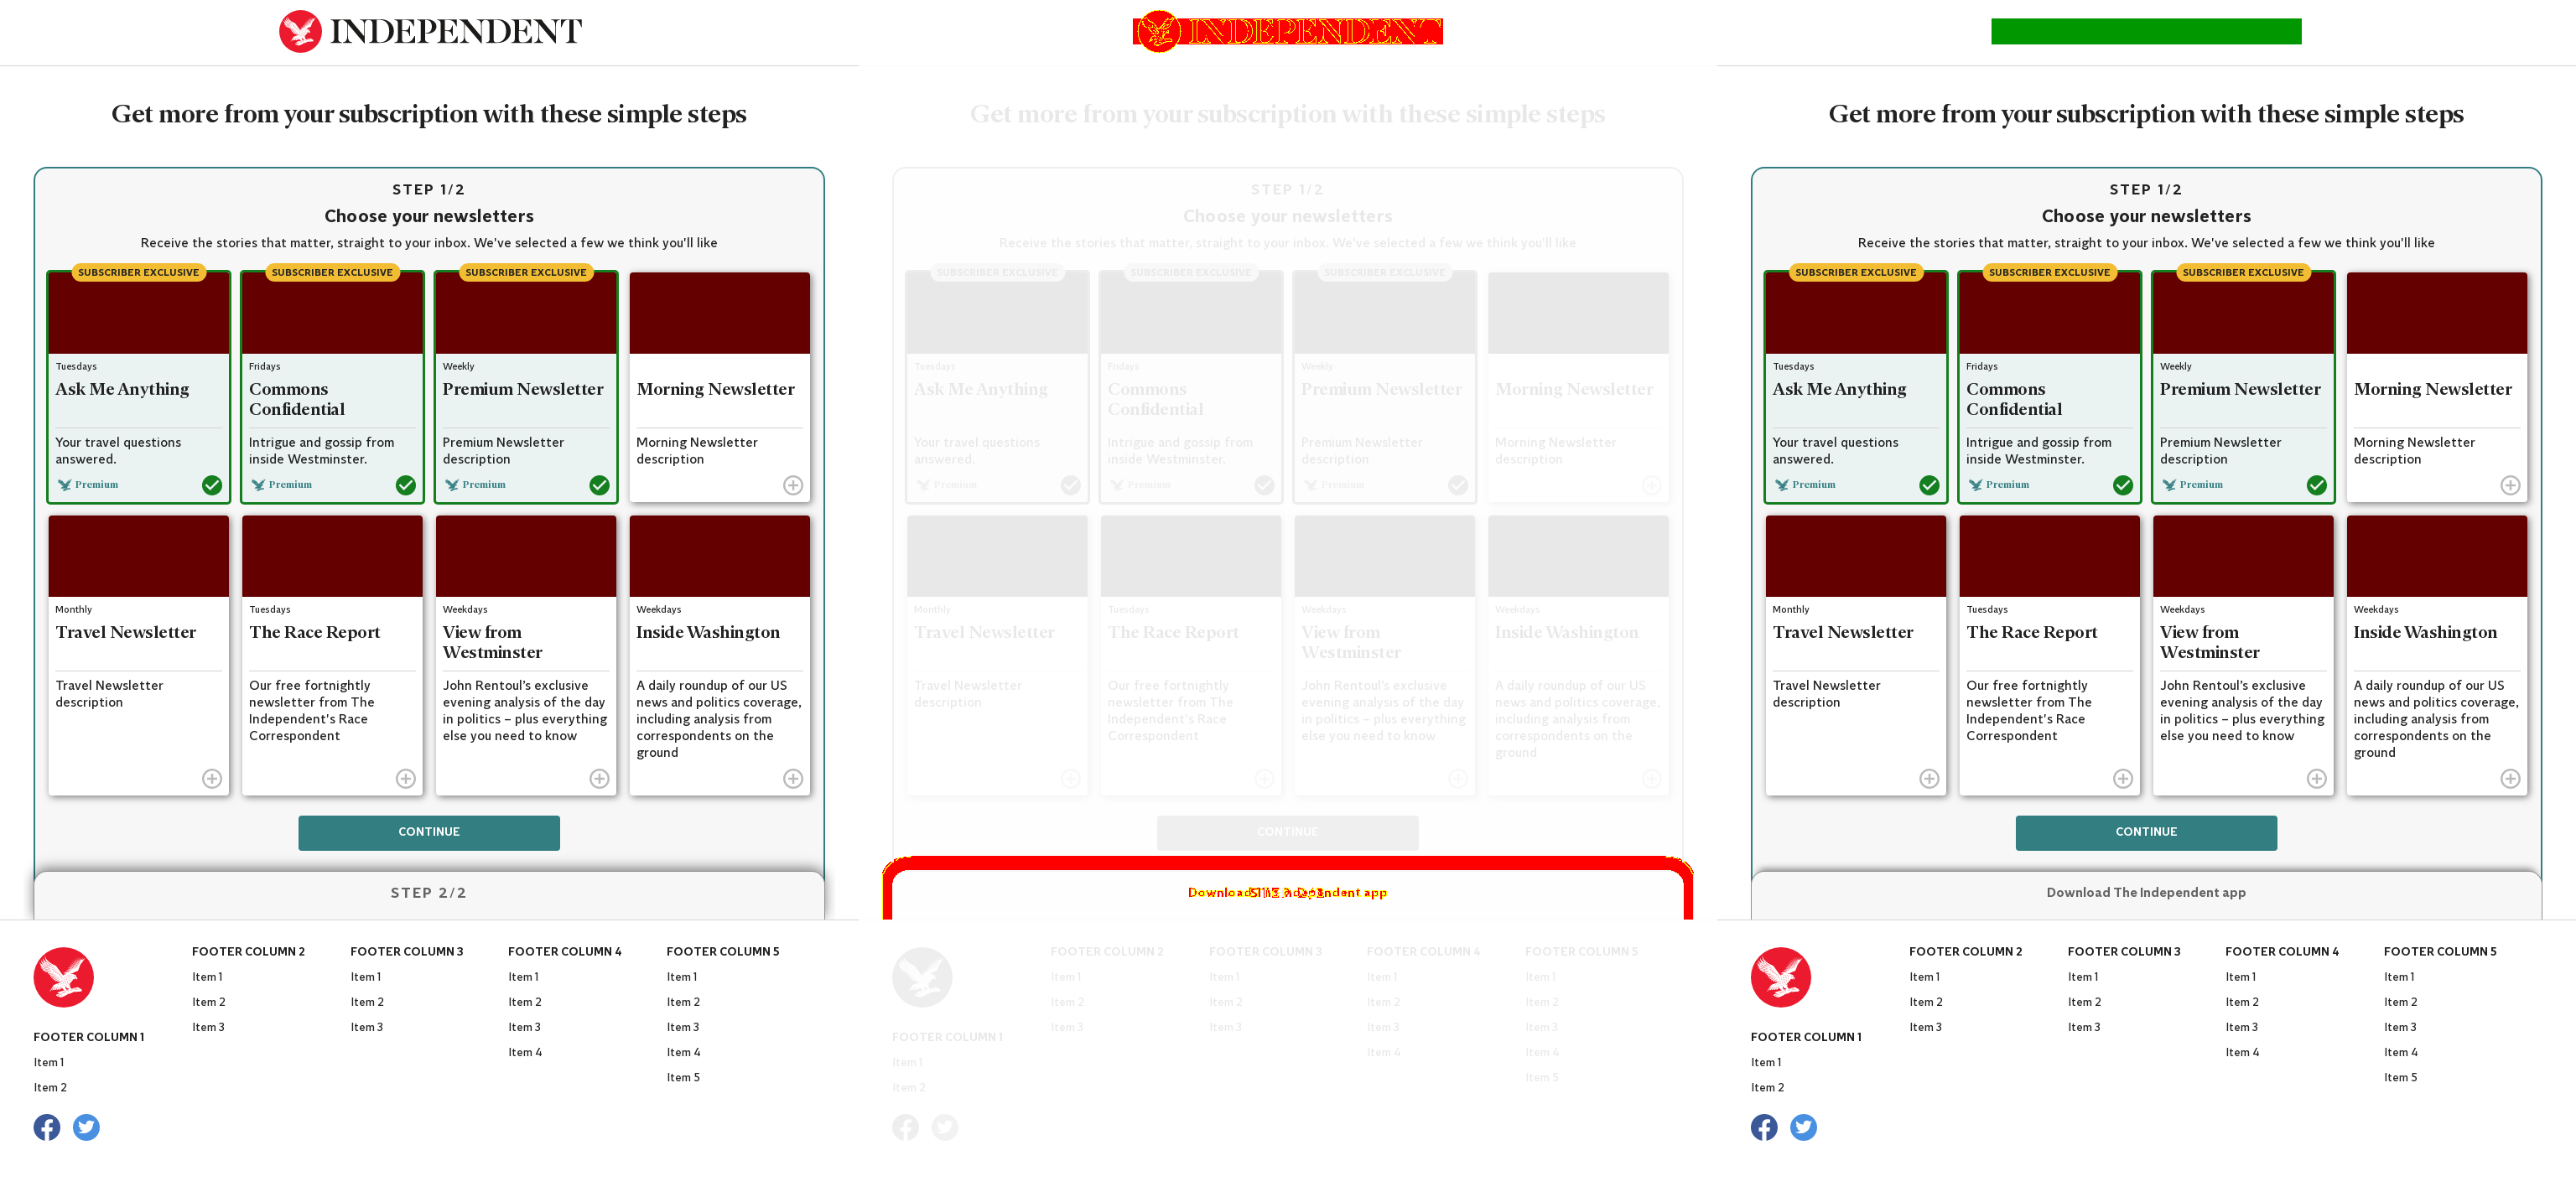 INDEPENDENT
Get more from your subscription with these simple steps
STEP 1/2
Choose your newsletters
Receive the stories that matter, straight to your inbox. We've selected a few we think you'll like
SUBSCRIBER EXCLUSIVE
SUBSCRIBER EXCLUSIVE
SUBSCRIBER EXCLUSIVE
Tuesdays
Ask Me Anything
Your travel questions
answered.
Premium
Fridays
Commons
Confidential
Intrigue and gossip from
inside Westminster.
Premium
Weekly
Premium Newsletter
Premium Newsletter
description
Premium
Morning Newsletter
Morning Newsletter
description
Monthly
Travel Newsletter
Travel Newsletter
description
Tuesdays
The Race Report
Our free fortnightly
newsletter from The
Independent's Race
Correspondent
Weekdays
View from
Westminster
John Rentoul’s exclusive
evening analysis of the day
in politics – plus everything
else you need to know
Weekdays
Inside Washington
A daily roundup of our US
news and politics coverage,
including analysis from
correspondents on the
ground
CONTINUE
STEP 2/2
FOOTER COLUMN 1
Item 1
Item 2
FOOTER COLUMN 2
Item 1
Item 2
Item 3
FOOTER COLUMN 3
Item 1
Item 2
Item 3
FOOTER COLUMN 4
Item 1
Item 2
Item 3
Item 4
FOOTER COLUMN 5
Item 1
Item 2
Item 3
Item 4
Item 5
INDEPENDENT
Get more from your subscription with these simple steps
STEP 1/2
Choose your newsletters
Receive the stories that matter, straight to your inbox. We've selected a few we think you'll like
SUBSCRIBER EXCLUSIVE
SUBSCRIBER EXCLUSIVE
SUBSCRIBER EXCLUSIVE
Tuesdays
Ask Me Anything
Your travel questions
answered.
Premium
Fridays
Commons
Confidential
Intrigue and gossip from
inside Westminster.
Premium
Weekly
Premium Newsletter
Premium Newsletter
description
Premium
Morning Newsletter
Morning Newsletter
description
Monthly
Travel Newsletter
Travel Newsletter
description
Tuesdays
The Race Report
Our free fortnightly
newsletter from The
Independent's Race
Correspondent
Weekdays
View from
Westminster
John Rentoul’s exclusive
evening analysis of the day
in politics – plus everything
else you need to know
Weekdays
Inside Washington
A daily roundup of our US
news and politics coverage,
including analysis from
correspondents on the
ground
CONTINUE
Download Independent app
FOOTER COLUMN 1
Item 1
Item 2
FOOTER COLUMN 2
Item 1
Item 2
Item 3
FOOTER COLUMN 3
Item 1
Item 2
Item 3
FOOTER COLUMN 4
Item 1
Item 2
Item 3
Item 4
FOOTER COLUMN 5
Item 1
Item 2
Item 3
Item 4
Item 5
Get more from your subscription with these simple steps
STEP 1/2
Choose your newsletters
Receive the stories that matter, straight to your inbox. We've selected a few we think you'll like
SUBSCRIBER EXCLUSIVE
SUBSCRIBER EXCLUSIVE
SUBSCRIBER EXCLUSIVE
Tuesdays
Ask Me Anything
Your travel questions
answered.
Premium
Fridays
Commons
Confidential
Intrigue and gossip from
inside Westminster.
Premium
Weekly
Premium Newsletter
Premium Newsletter
description
Premium
Morning Newsletter
Morning Newsletter
description
Monthly
Travel Newsletter
Travel Newsletter
description
Tuesdays
The Race Report
Our free fortnightly
newsletter from The
Independent's Race
Correspondent
Weekdays
View from
Westminster
John Rentoul’s exclusive
evening analysis of the day
in politics – plus everything
else you need to know
Weekdays
Inside Washington
A daily roundup of our US
news and politics coverage,
including analysis from
correspondents on the
ground
CONTINUE
Download The Independent app
FOOTER COLUMN 1
Item 1
Item 2
FOOTER COLUMN 2
Item 1
Item 2
Item 3
FOOTER COLUMN 3
Item 1
Item 2
Item 3
FOOTER COLUMN 4
Item 1
Item 2
Item 3
Item 4
FOOTER COLUMN 5
Item 1
Item 2
Item 3
Item 4
Item 5